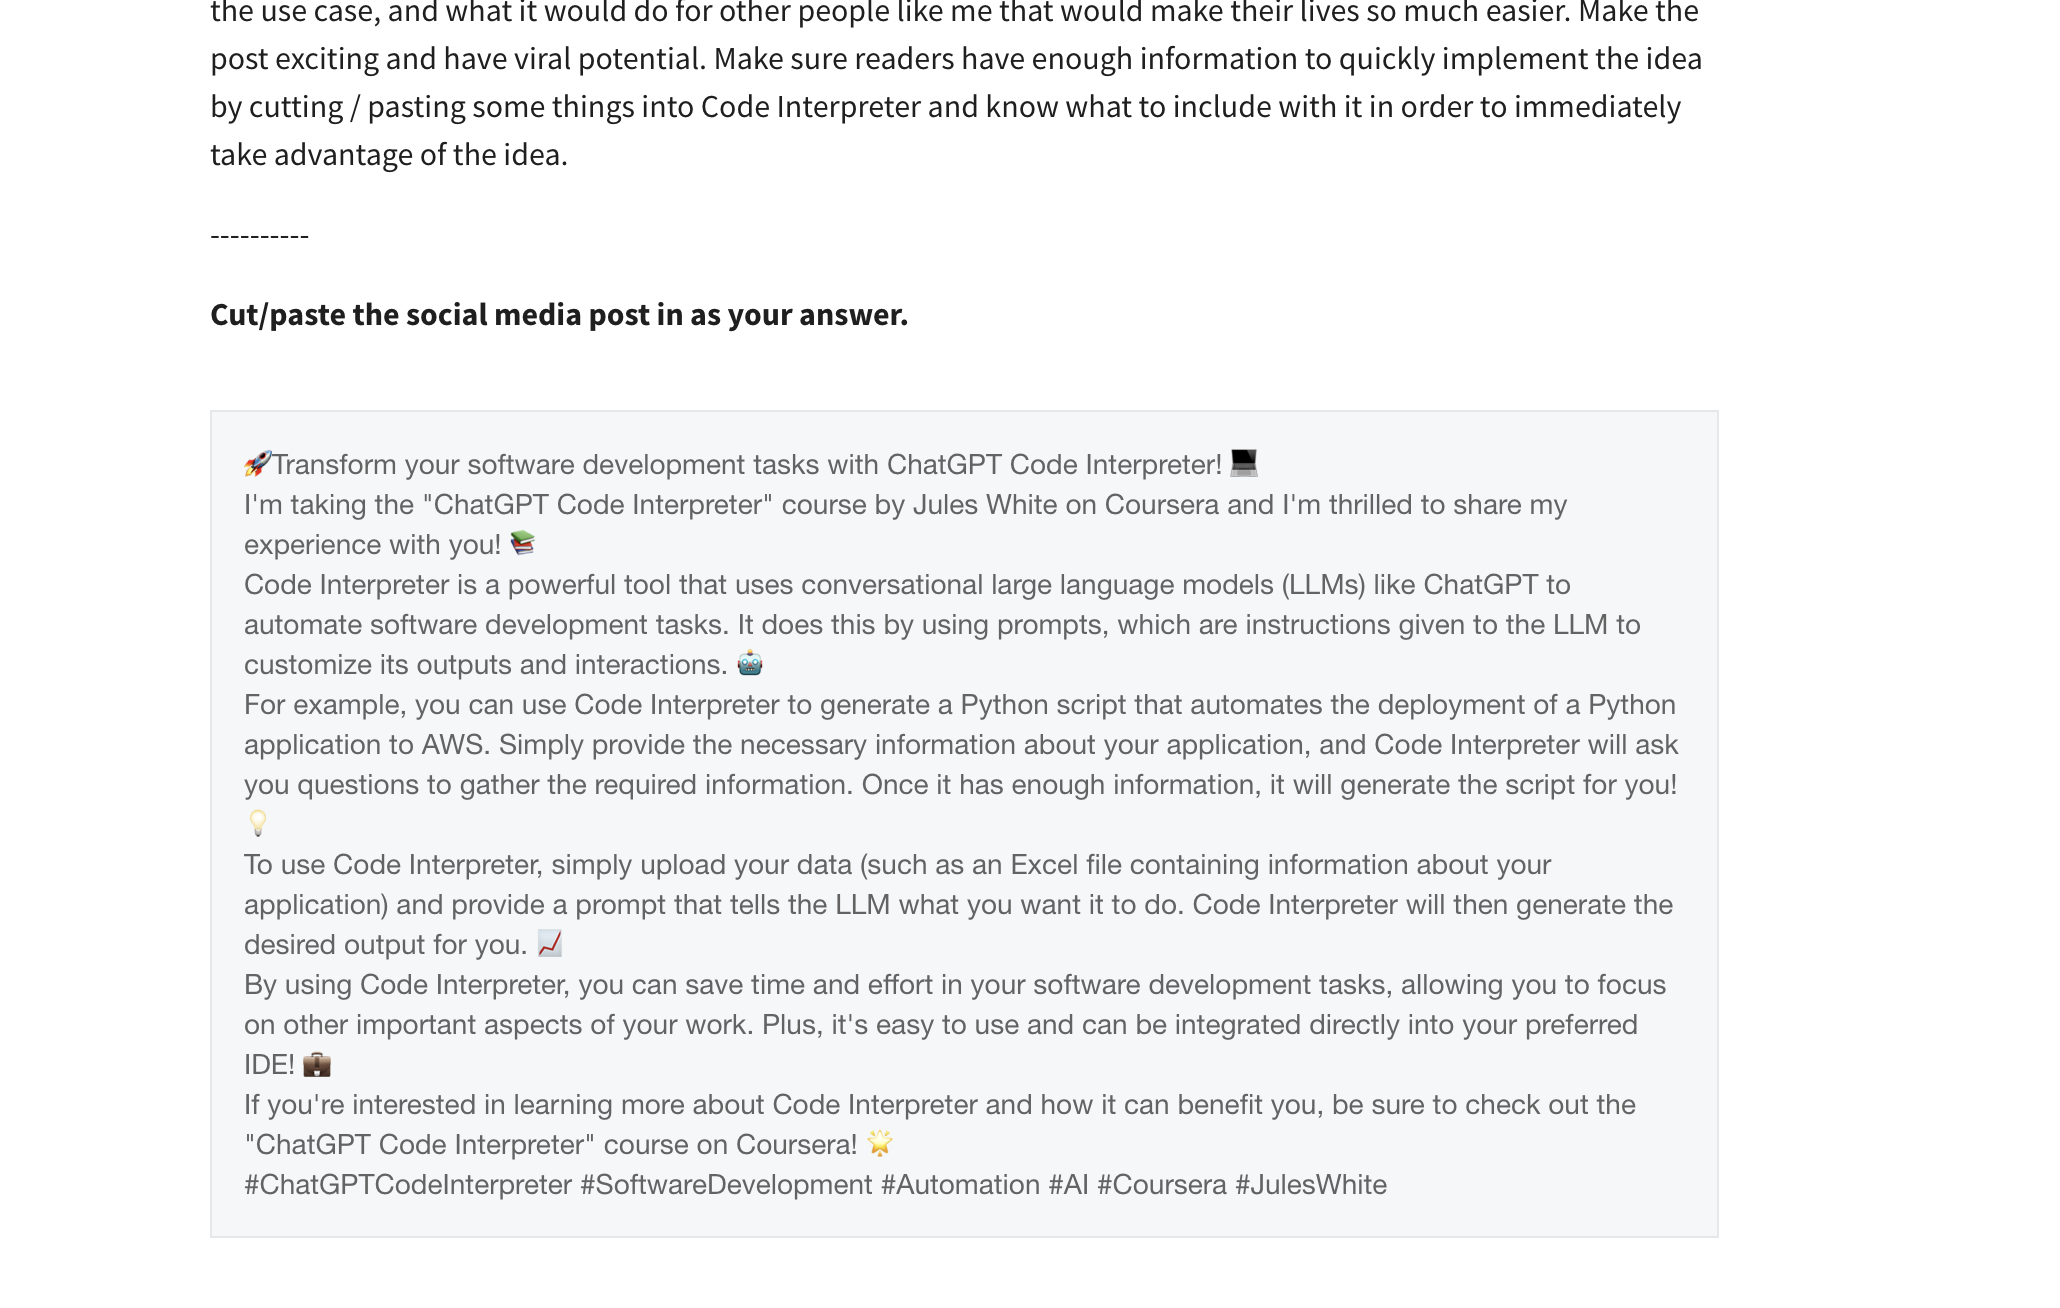 the use case, and what it would do for other people like me that would make their lives so much easier. Make the
post exciting and have viral potential. Make sure readers have enough information to quickly implement the idea
by cutting / pasting some things into Code Interpreter and know what to include with it in order to immediately
take advantage of the idea.
----------
Cut/paste the social media post in as your answer.
🚀Transform your software development tasks with ChatGPT Code Interpreter! 💻
I'm taking the "ChatGPT Code Interpreter" course by Jules White on Coursera and I'm thrilled to share my
experience with you! 📚
Code Interpreter is a powerful tool that uses conversational large language models (LLMs) like ChatGPT to
automate software development tasks. It does this by using prompts, which are instructions given to the LLM to
customize its outputs and interactions. 🤖
For example, you can use Code Interpreter to generate a Python script that automates the deployment of a Python
application to AWS. Simply provide the necessary information about your application, and Code Interpreter will ask
you questions to gather the required information. Once it has enough information, it will generate the script for you!
💡
To use Code Interpreter, simply upload your data (such as an Excel file containing information about your
application) and provide a prompt that tells the LLM what you want it to do. Code Interpreter will then generate the
desired output for you. 📈
By using Code Interpreter, you can save time and effort in your software development tasks, allowing you to focus
on other important aspects of your work. Plus, it's easy to use and can be integrated directly into your preferred
IDE! 💼
If you're interested in learning more about Code Interpreter and how it can benefit you, be sure to check out the
"ChatGPT Code Interpreter" course on Coursera! 🌟
#ChatGPTCodeInterpreter #SoftwareDevelopment #Automation #AI #Coursera #JulesWhite